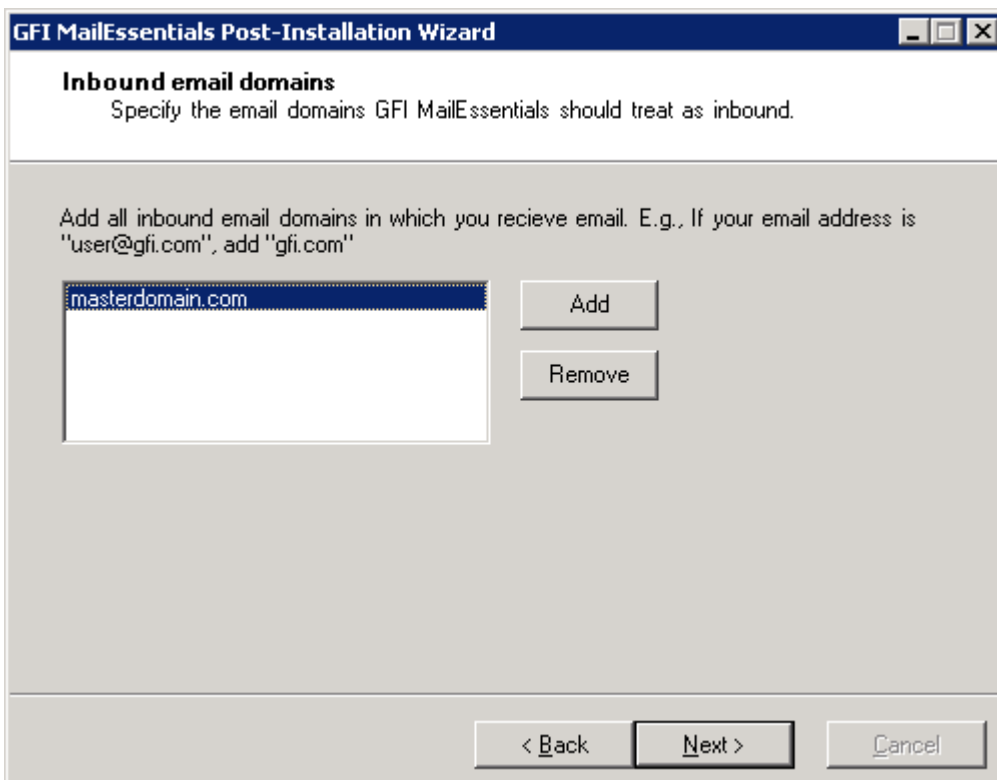 GFI MailEssentials Post-Installation Wizard
Inbound email domains
Specify the email domains GFI MailEssentials should treat as inbound.
Add all inbound email domains in which you recieve email. E.g., If your email address is
"user@gfi.com", add "gfi.com"
masterdomain.com
Add
Remove
< Back
Next >
Cancel